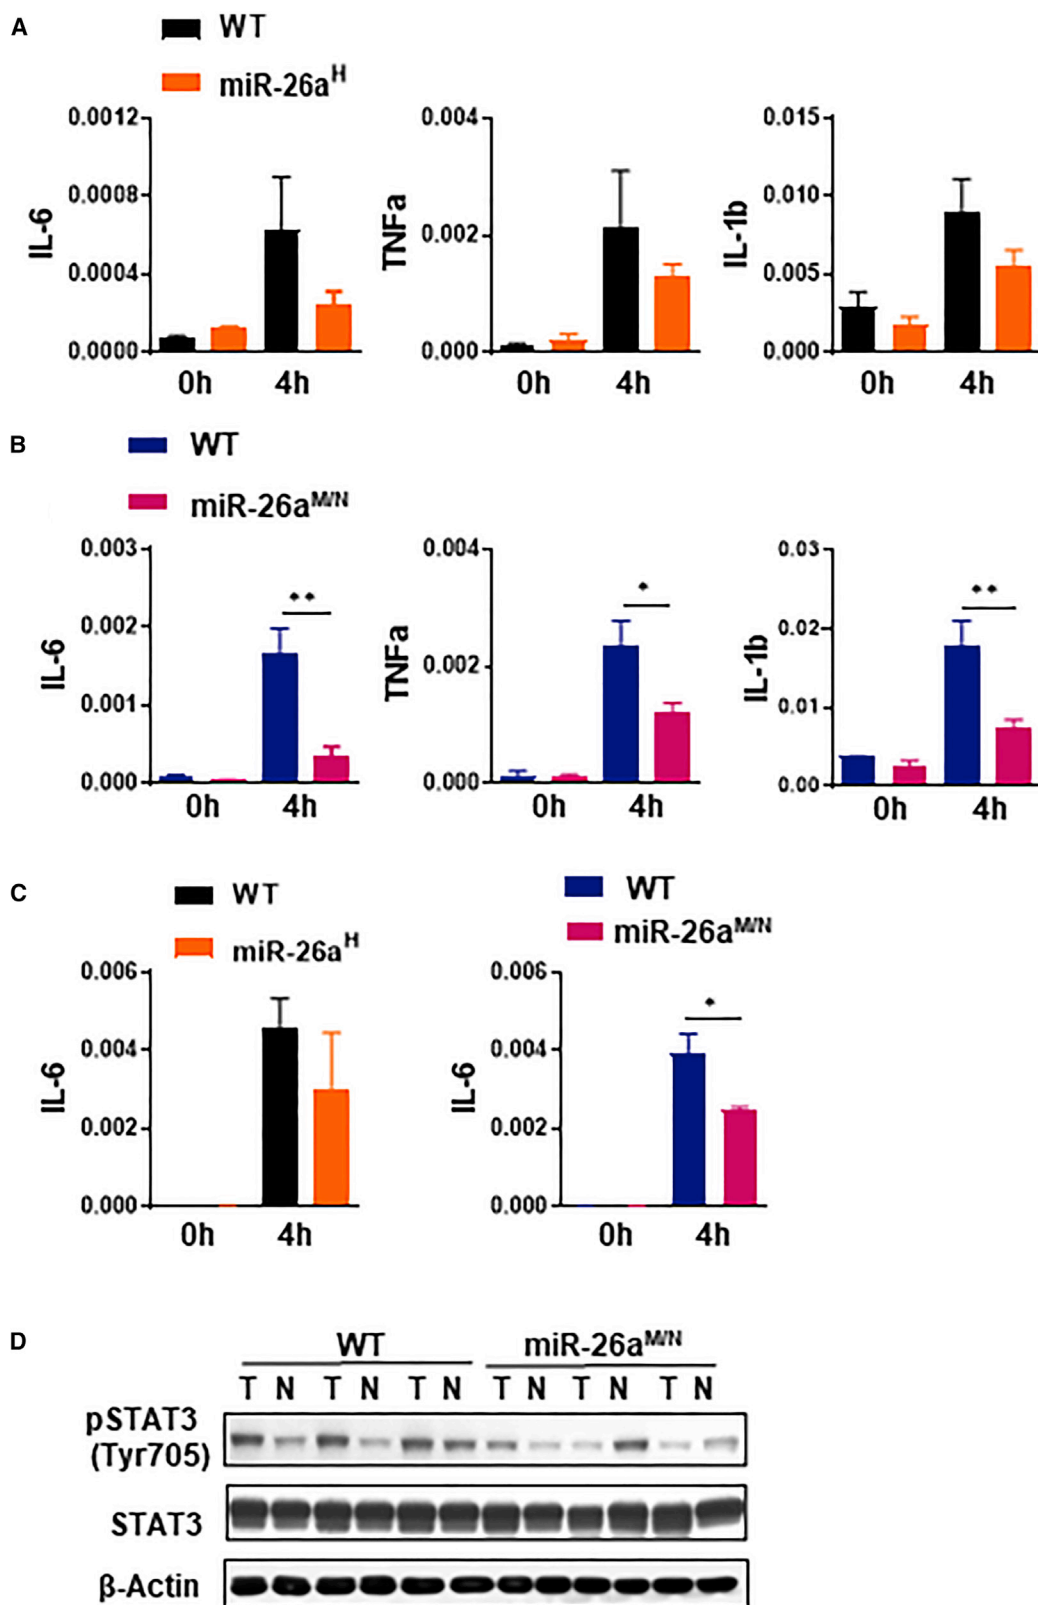 A
WT
miR-26aH
IL-6
0.0012
0.0008
0.0004
0.0000
0h
4h
TNFa
0.004
0.002
0.000
0h
4h
IL-1b
0.015
0.010
0.005
0.000
0h
4h
B
WT
miR-26aM/N
IL-6
0.003
0.002
0.001
0.000
**
0h
4h
TNFa
0.004
0.002
0.000
*
0h
4h
IL-1b
0.03
0.02
0.01
0.00
**
0h
4h
C
WT
miR-26aH
IL-6
0.006
0.004
0.002
0.000
0h
4h
WT
miR-26aM/N
IL-6
0.006
0.004
0.002
0.000
*
0h
4h
D
WT
miR-26aM/N
T N T N T N T N T N T N
pSTAT3
(Tyr705)
STAT3
β-Actin